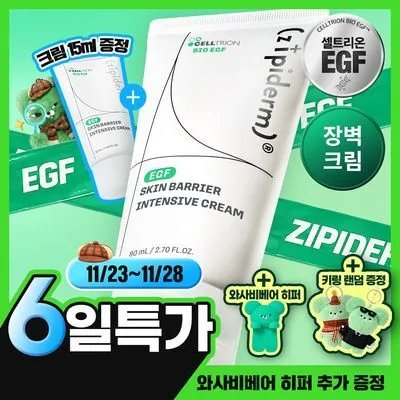 크림 15ml 증정
CELLTRION
BIO EGF
(zipiderm)®
CELLTRION BIO EGF™
셀트리온
EGF
장벽
크림
EGF
EGF
SKIN BARRIER
INTENSIVE CREAM
80 mL / 2.70 FL.OZ.
ZIPIDER
11/23~11/28
6일특가
와사비베어 히퍼
키링 랜덤 증정
와사비베어 히퍼 추가 증정